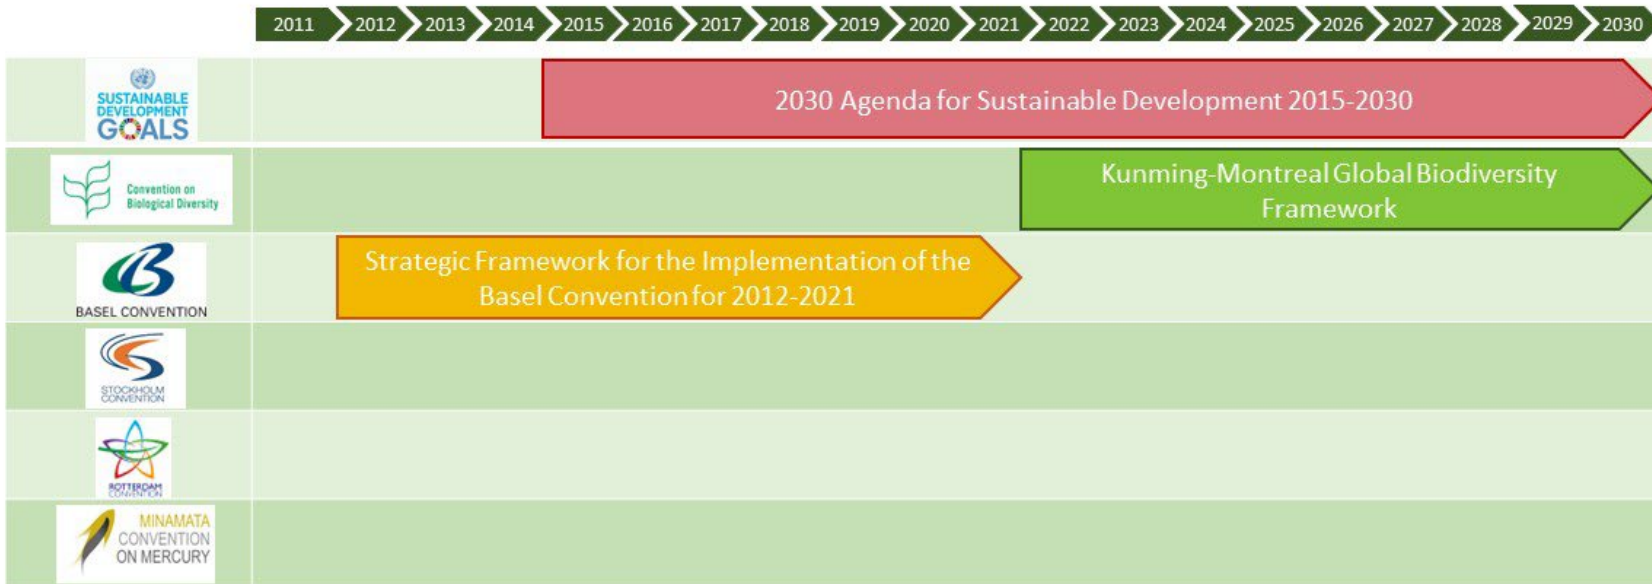 2011 2012 2013 2014 2015 2016 2017 2018 2019 2020 2021 2022 2023 2024 2025 2026 2027 2028 2029 2030
SUSTAINABLE
DEVELOPMENT
GOALS
2030 Agenda for Sustainable Development 2015-2030
Convention on
Biological Diversity
Kunming-Montreal Global Biodiversity
Framework
BASEL CONVENTION
Strategic Framework for the Implementation of the
Basel Convention for 2012-2021
STOCKHOLM
CONVENTION
ROTTERDAM
CONVENTION
MINAMATA
CONVENTION
ON MERCURY